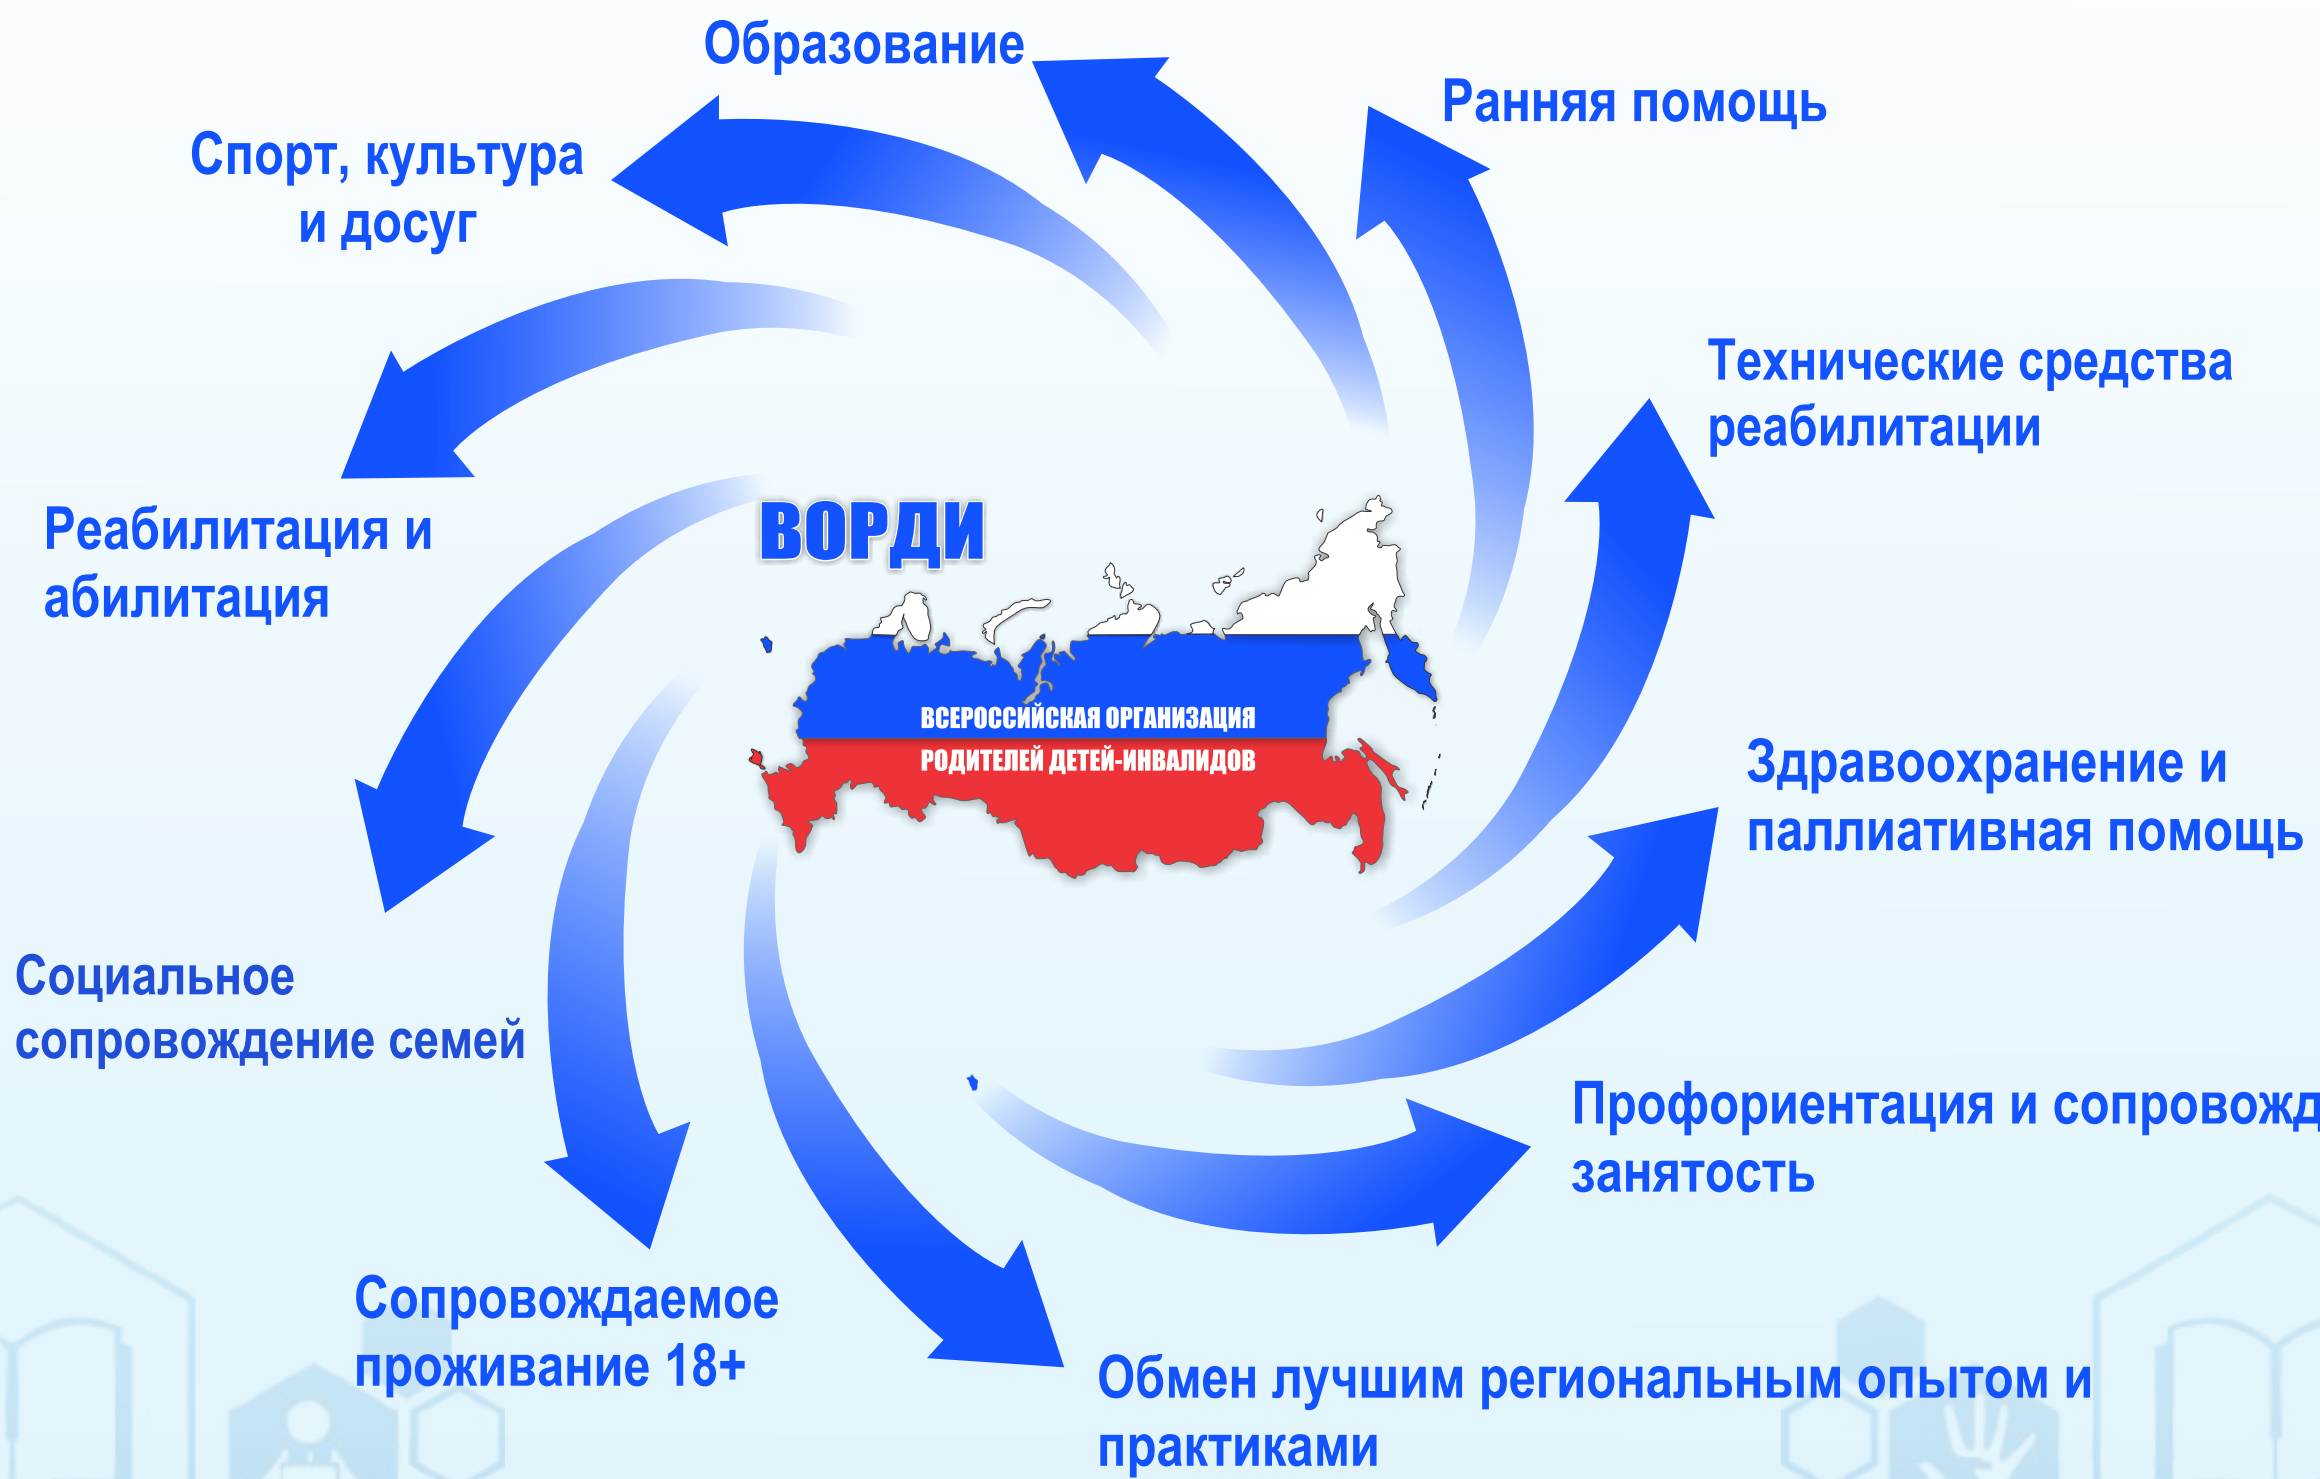 Образование
Ранняя помощь
Спорт, культура
и досуг
Технические средства
реабилитации
Реабилитация и
абилитация
ВОРДИ
ВСЕРОССИЙСКАЯ ОРГАНИЗАЦИЯ
РОДИТЕЛЕЙ ДЕТЕЙ-ИНВАЛИДОВ
Здравоохранение и
паллиативная помощь
Социальное
сопровождение семей
Профориентация и
занятость
Сопровождаемое
проживание 18+
Обмен лучшим региональным опытом и
практиками